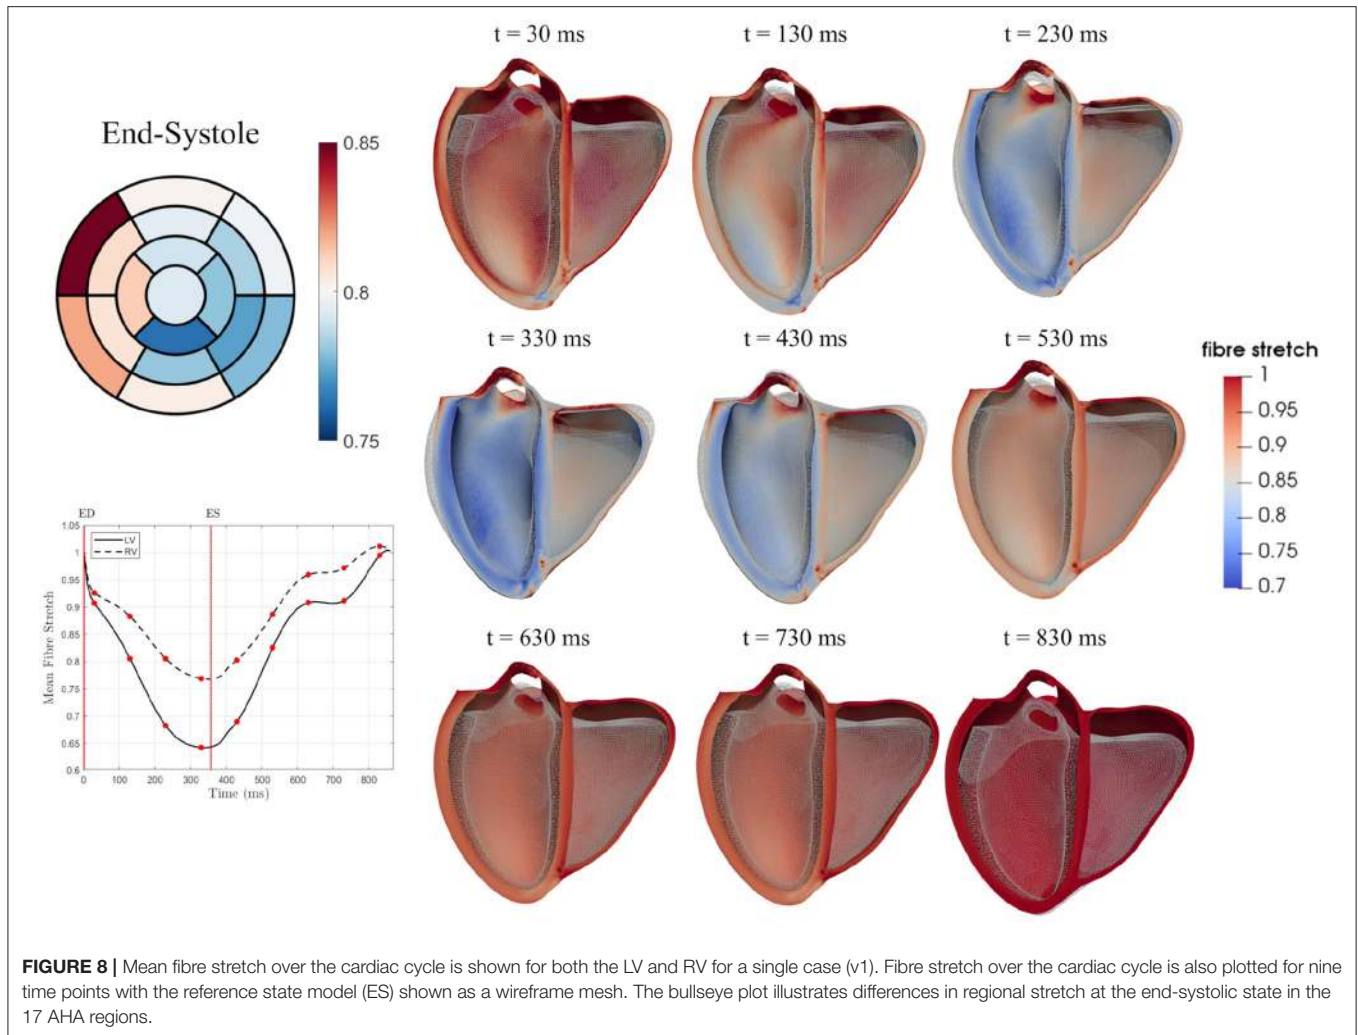 t = 30 ms
t = 130 ms
t = 230 ms
End-Systole
0.85
0.8
0.75
t = 330 ms
t = 430 ms
t = 530 ms
fibre stretch
1
0.95
0.9
0.85
0.8
0.75
0.7
ED
ES
1.05
1
0.95
0.9
0.85
0.8
0.75
0.7
0.65
0.6
LV
RV
Mean Fibre Stretch
0 100 200 300 400 500 600 700 800
Time (ms)
t = 630 ms
t = 730 ms
t = 830 ms
FIGURE 8 | Mean fibre stretch over the cardiac cycle is shown for both the LV and RV for a single case (v1). Fibre stretch over the cardiac cycle is also plotted for nine
time points with the reference state model (ES) shown as a wireframe mesh. The bullseye plot illustrates differences in regional stretch at the end-systolic state in the
17 AHA regions.